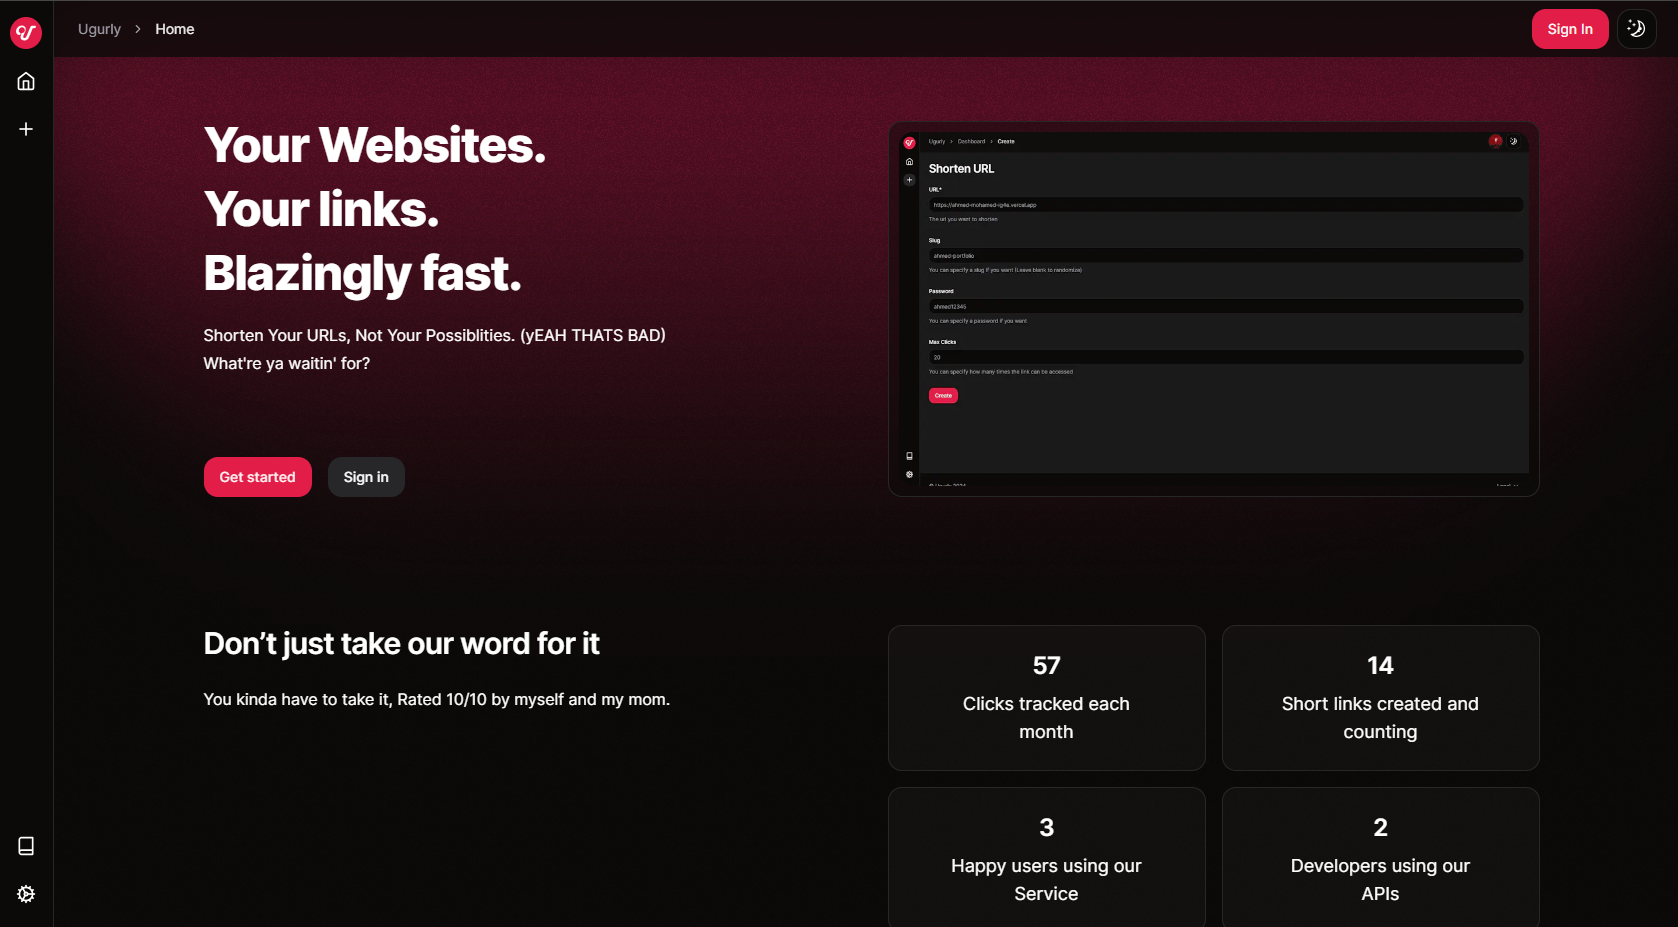 Ugurly > Home
Sign In
Your Websites.
Your links.
Blazingly fast.
Shorten Your URLs, Not Your Possiblities. (yEAH THATS BAD)
What're ya waitin' for?
Get started
Sign in
Ugurly > Dashboard > Create
Shorten URL
URL*
https://ahmed-mohamed-ig4e.vercel.app
The url you want to shorten
Slug
ahmed-portfolio
You can specify a slug if you want (Leave blank to randomize)
Password
ahmed12345
You can specify a password if you want
Max Clicks
20
You can specify how many times the link can be accessed
Create
Don’t just take our word for it
You kinda have to take it, Rated 10/10 by myself and my mom.
57
Clicks tracked each
month
14
Short links created and
counting
3
Happy users using our
Service
2
Developers using our
APIs